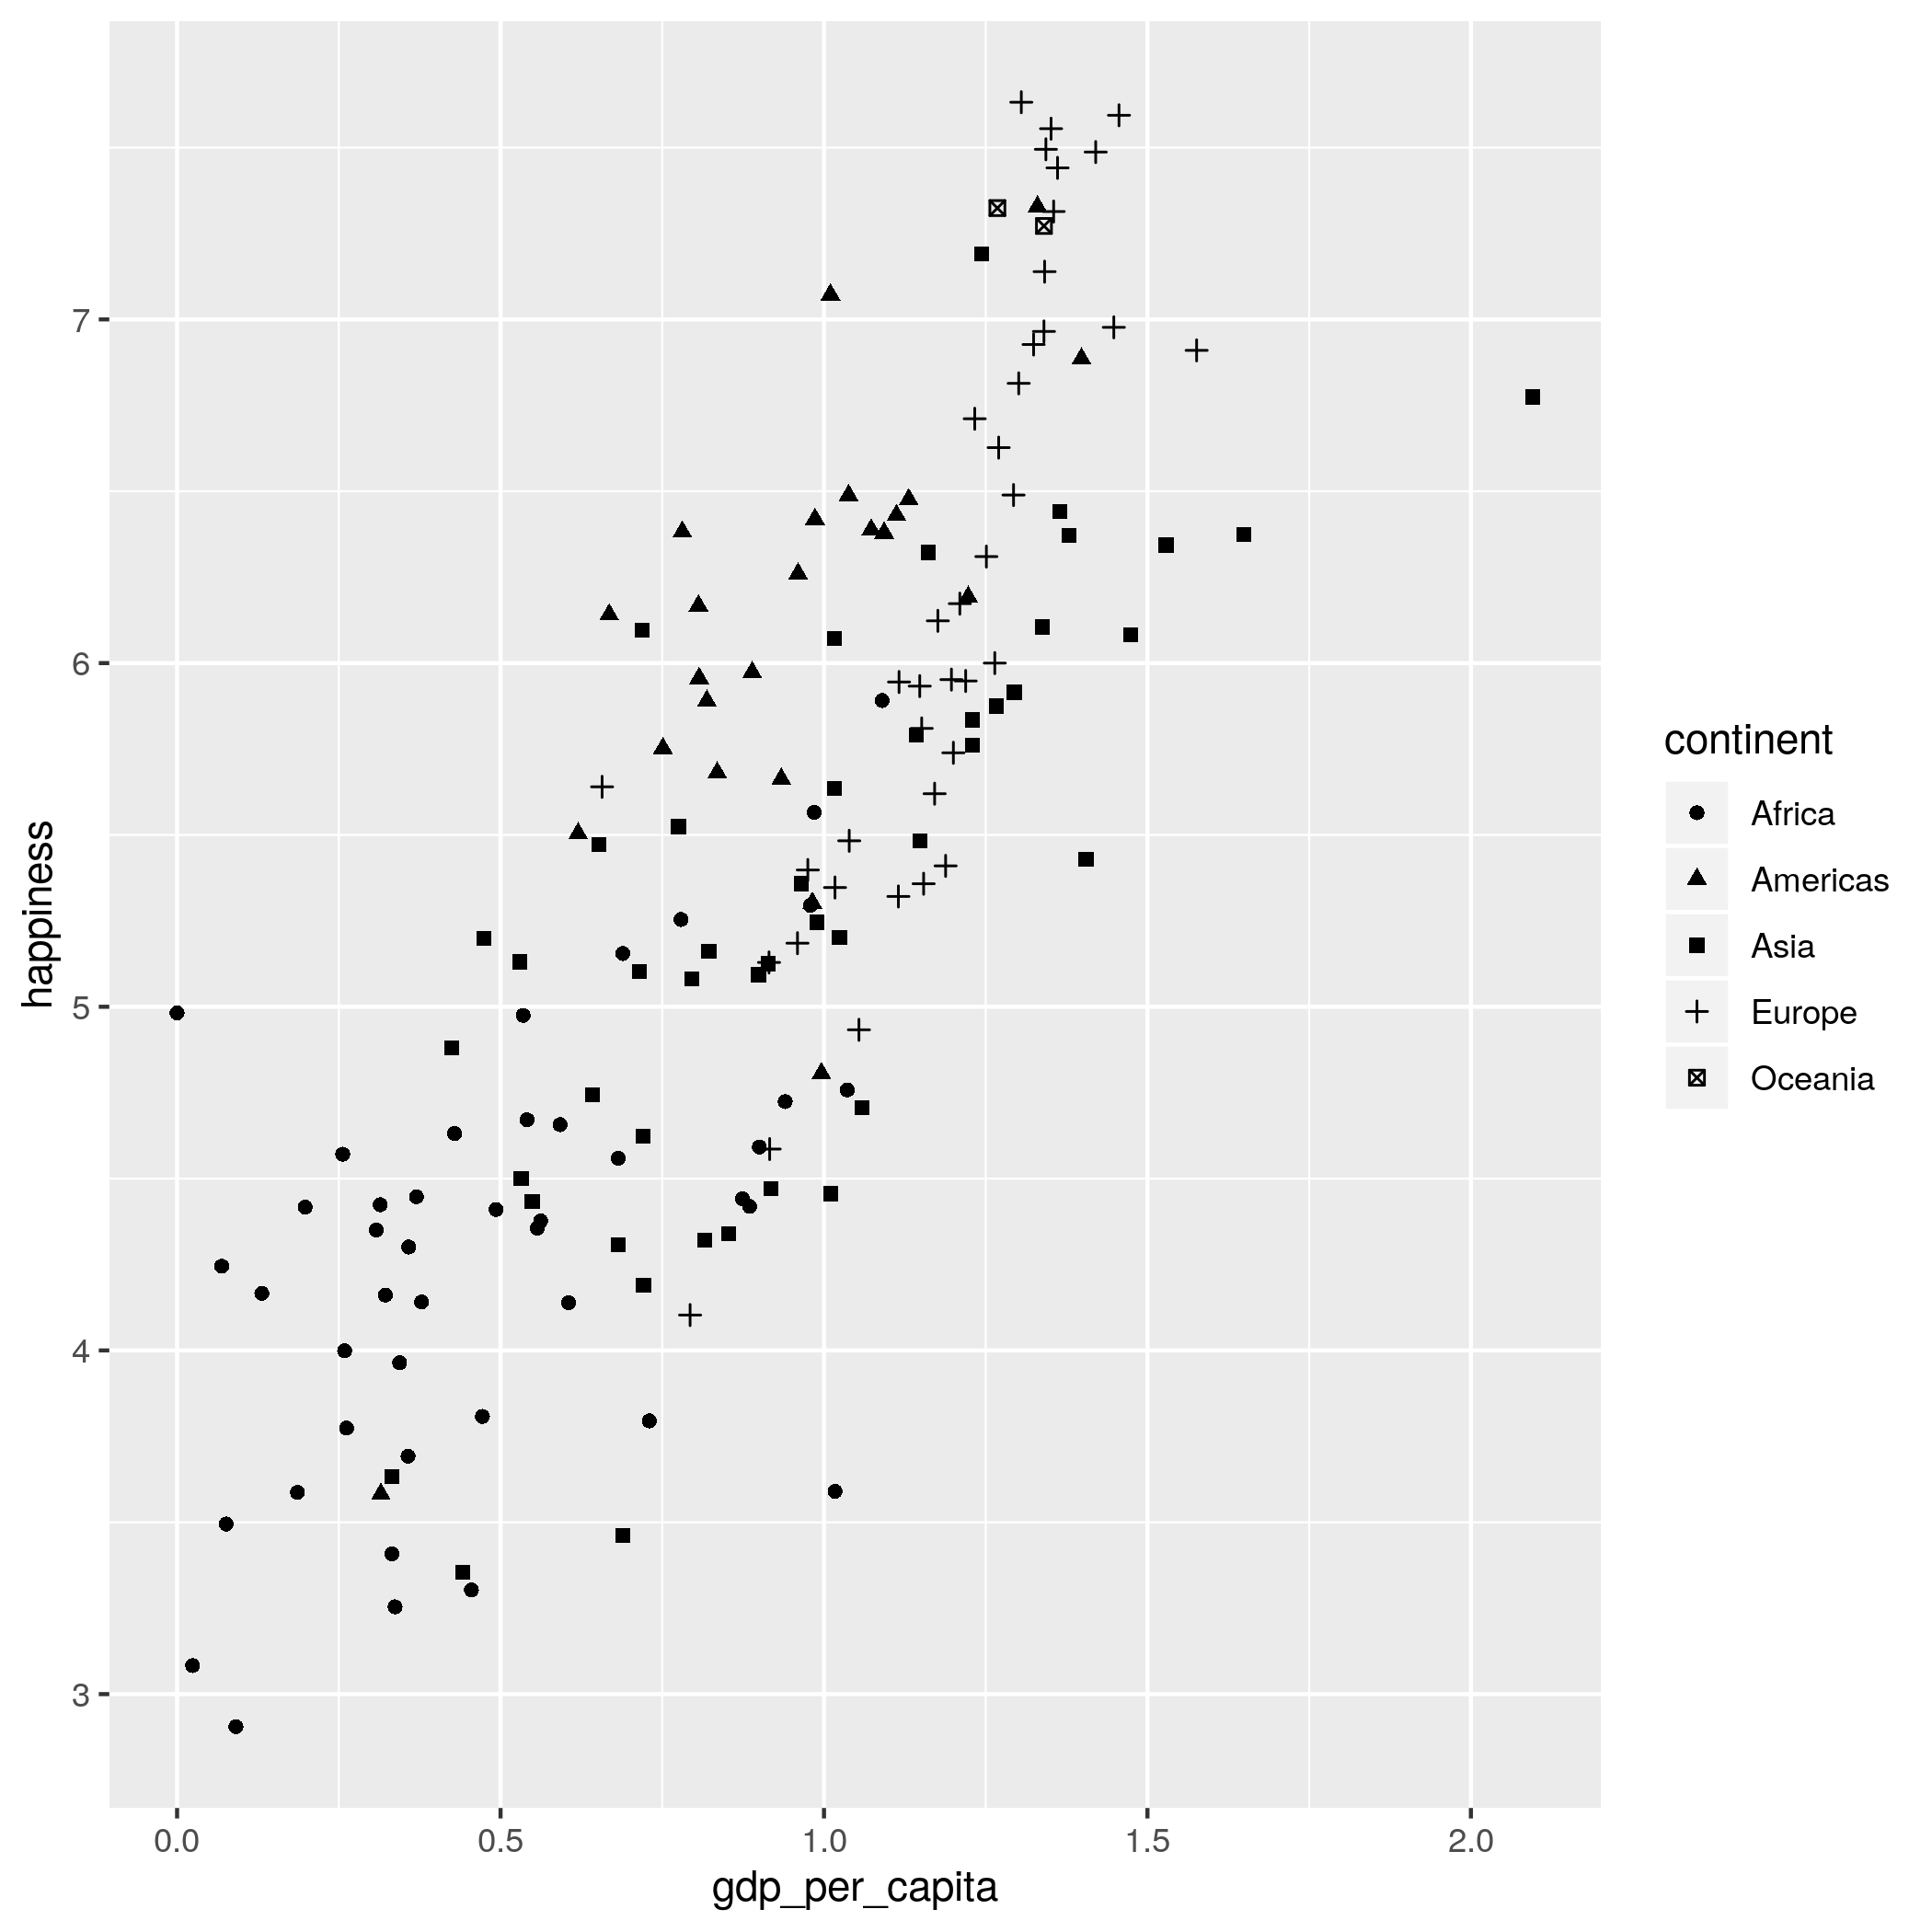 happiness
7
6
5
4
3
0.0 0.5 1.0 1.5 2.0
gdp_per_capita
continent
Africa
Americas
Asia
Europe
Oceania